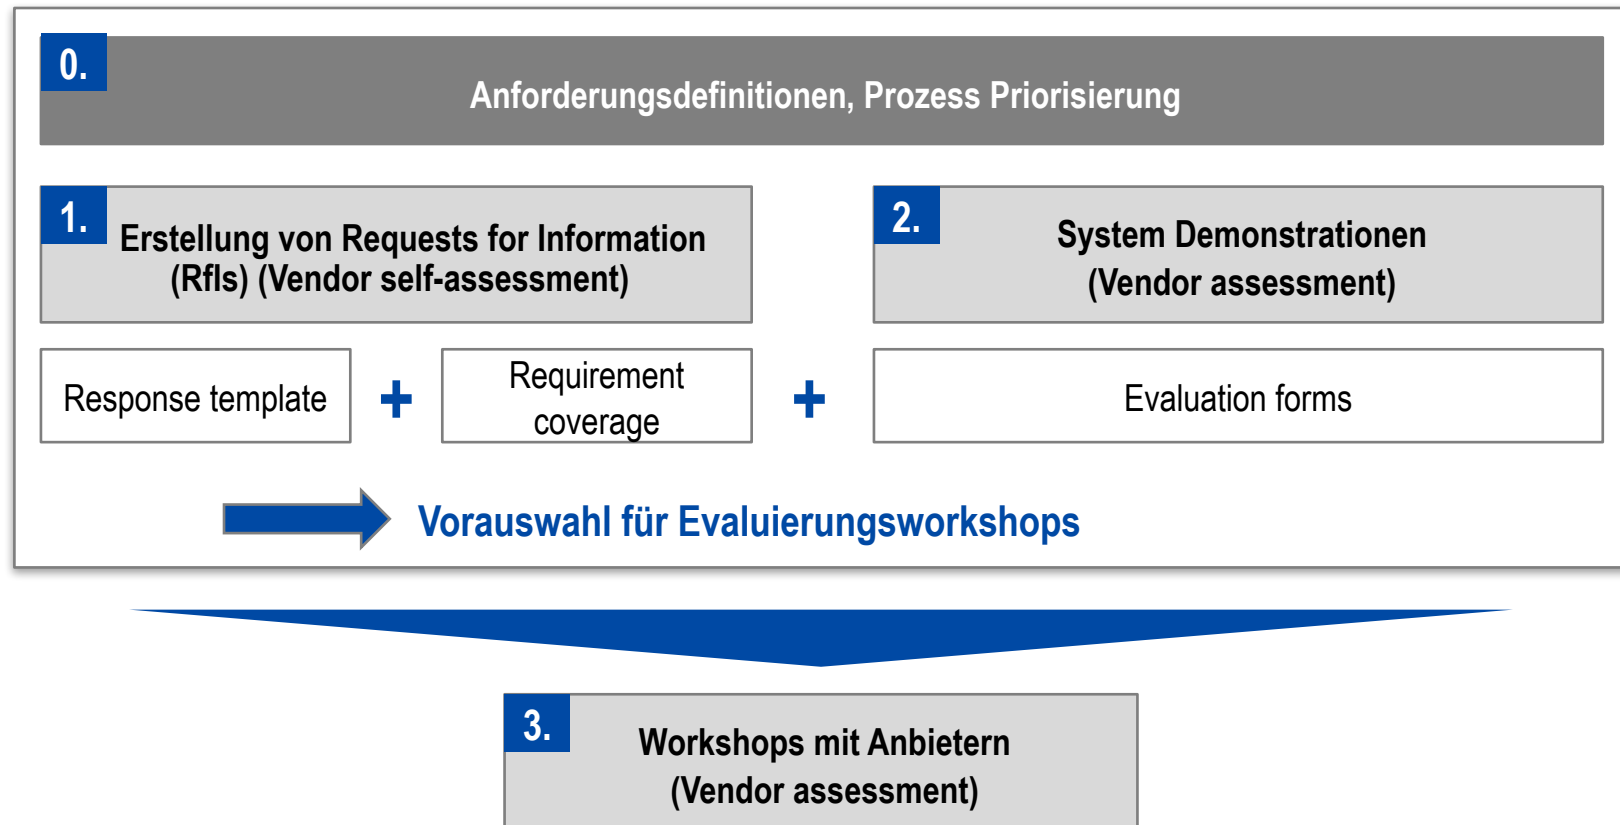 0.
Anforderungsdefinitionen, Prozess Priorisierung
1.
Erstellung von Requests for Information
(RfIs) (Vendor self-assessment)
2.
System Demonstrationen
(Vendor assessment)
Response template
+
Requirement
coverage
+
Evaluation forms
Vorauswahl für Evaluierungsworkshops
3.
Workshops mit Anbietern
(Vendor assessment)